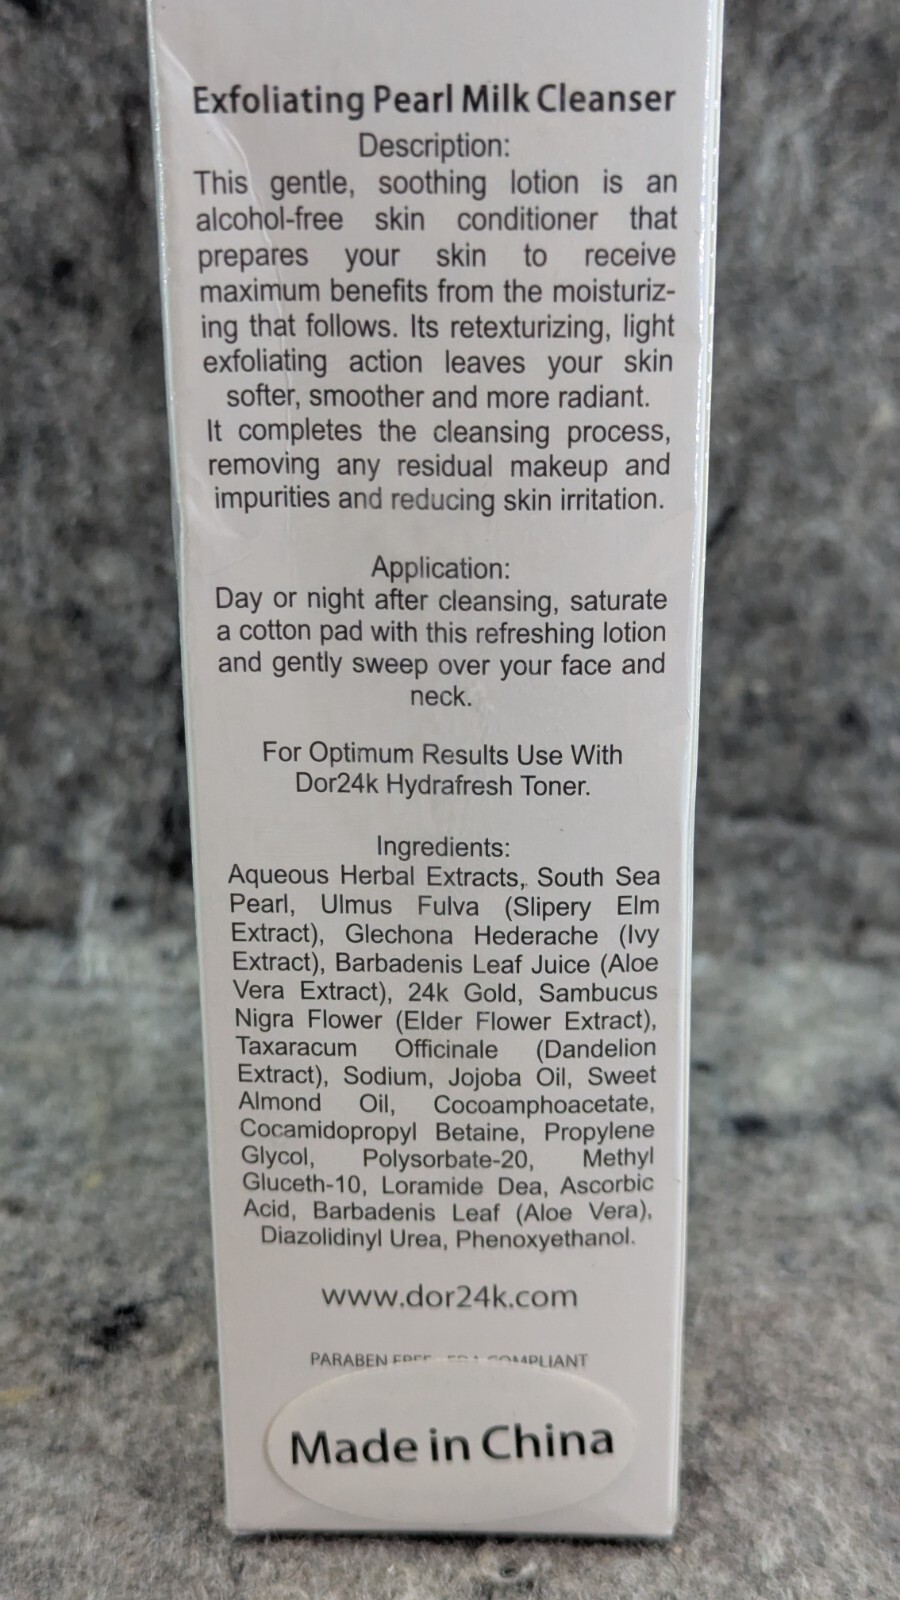 Exfoliating Pearl Milk Cleanser
Description:
This gentle, soothing lotion is an
alcohol-free skin conditioner that
prepares your skin to receive
maximum benefits from the moisturiz-
ing that follows. Its retexturizing, light
exfoliating action leaves your skin
softer, smoother and more radiant.
It completes the cleansing process,
removing any residual makeup and
impurities and reducing skin irritation.
Application:
Day or night after cleansing, saturate
a cotton pad with this refreshing lotion
and gently sweep over your face and
neck.
For Optimum Results Use With
Dor24k Hydrafresh Toner.
Ingredients:
Aqueous Herbal Extracts, South Sea
Pearl, Ulmus Fulva (Slipery Elm
Extract), Glechona Hederache (Ivy
Extract), Barbadenis Leaf Juice (Aloe
Vera Extract), 24k Gold, Sambucus
Nigra Flower (Elder Flower Extract),
Taxaracum Officinale (Dandelion
Extract), Sodium, Jojoba Oil, Sweet
Almond Oil, Cocoamphoacetate,
Cocamidopropyl Betaine, Propylene
Glycol, Polysorbate-20, Methyl
Gluceth-10, Loramide Dea, Ascorbic
Acid, Barbadenis Leaf (Aloe Vera),
Diazolidinyl Urea, Phenoxyethanol.
www.dor24k.com
PARABEN COMPLIANT
Made in China